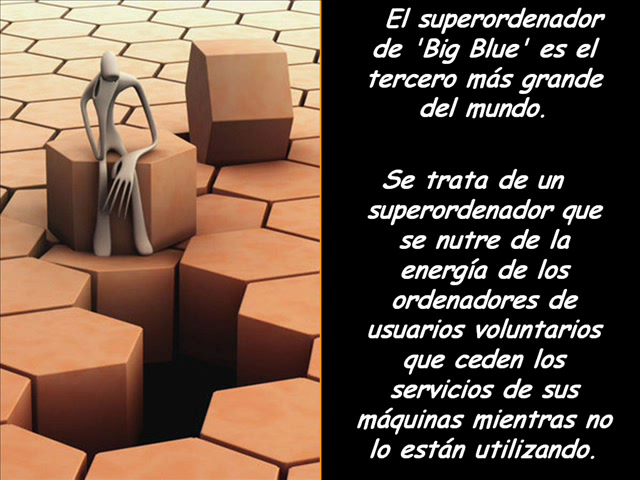 El superordenador
de 'Big Blue' es el
tercero más grande
del mundo.
Se trata de un
superordenador que
se nutre de la
energía de los
ordenadores de
usuarios voluntarios
que ceden los
servicios de sus
máquinas mientras no
lo están utilizando.